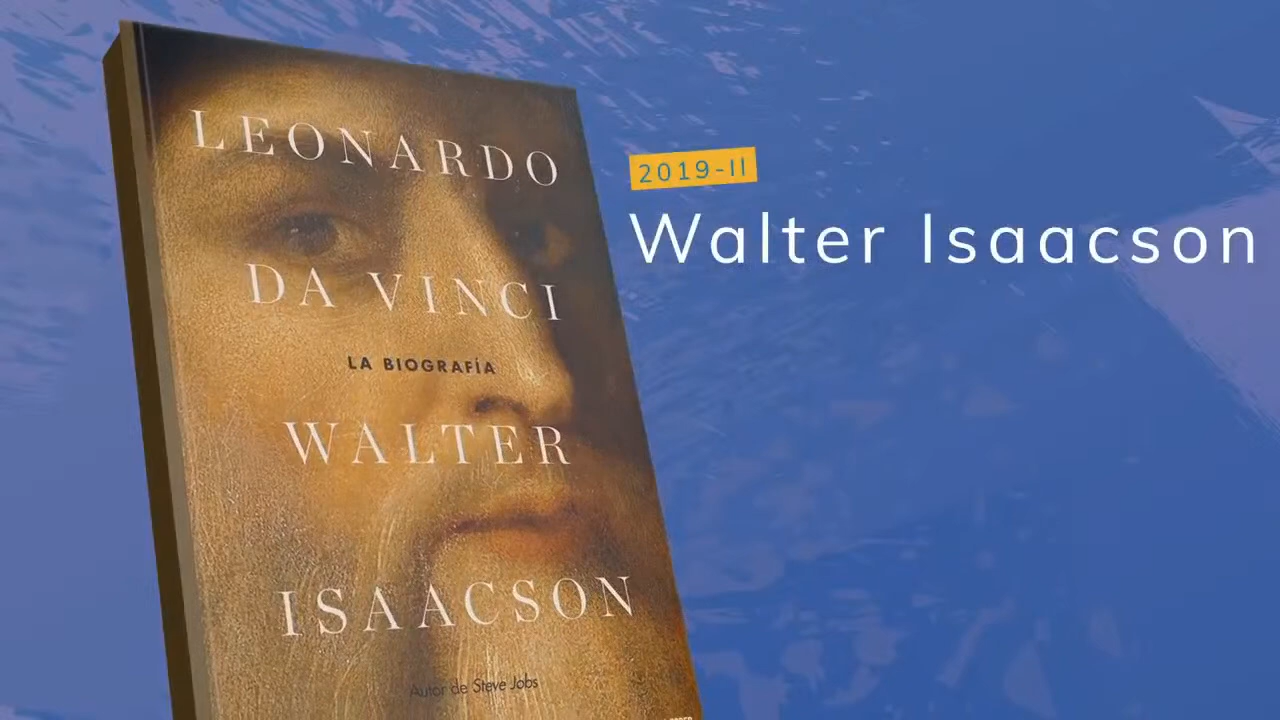 LEONARDO
DA VINCI
LA BIOGRAFÍA
WALTER
ISAACSON
Autor de Steve Jobs
2019-II
Walter Isaacson